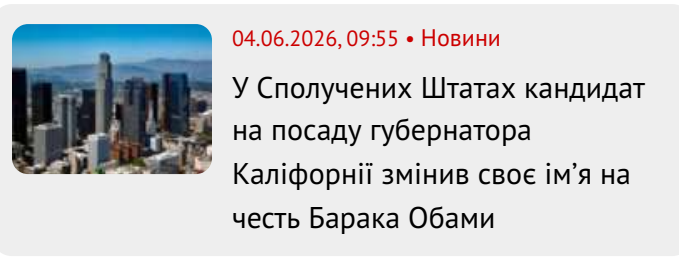 04.06.2026, 09:55 • Новини
У Сполучених Штатах кандидат
на посаду губернатора
Каліфорнії змінив своє ім’я на
честь Барака Обами